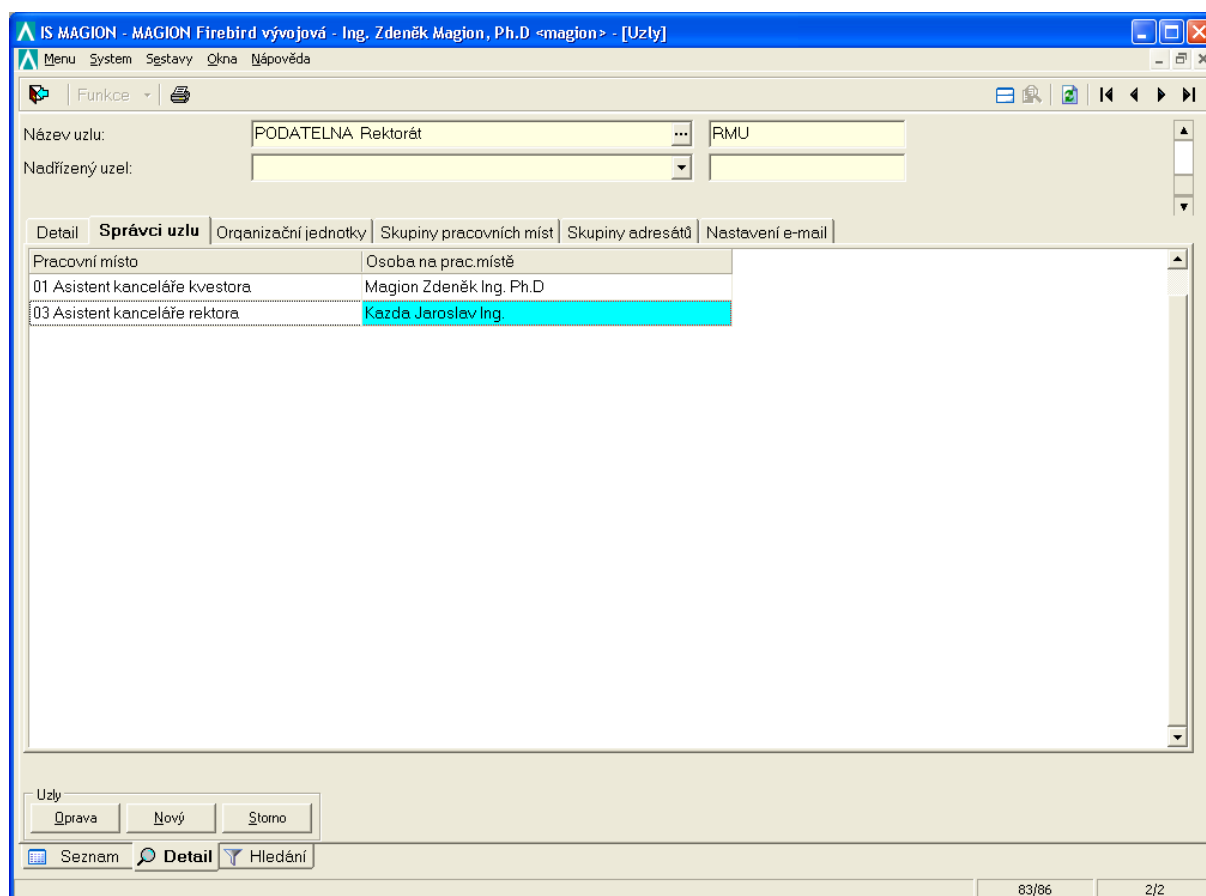 IS MAGION - MAGION Firebird vývojová - Ing. Zdeněk Magion, Ph.D <magion> - [Uzly]
Menu System Sestavy Okna Nápověda
Funkce
Název uzlu: PODATELNA Rektorát ... RMU
Nadřízený uzel:
Detail Správci uzlu Organizační jednotky Skupiny pracovních míst Skupiny adresátů Nastavení e-mail
Pracovní místo Osoba na prac.místě
01 Asistent kanceláře kvestora Magion Zdeněk Ing. Ph.D
03 Asistent kanceláře rektora Kazda Jaroslav Ing.
Uzly
Oprava Nový Storno
Seznam Detail Hledání
83/86 2/2